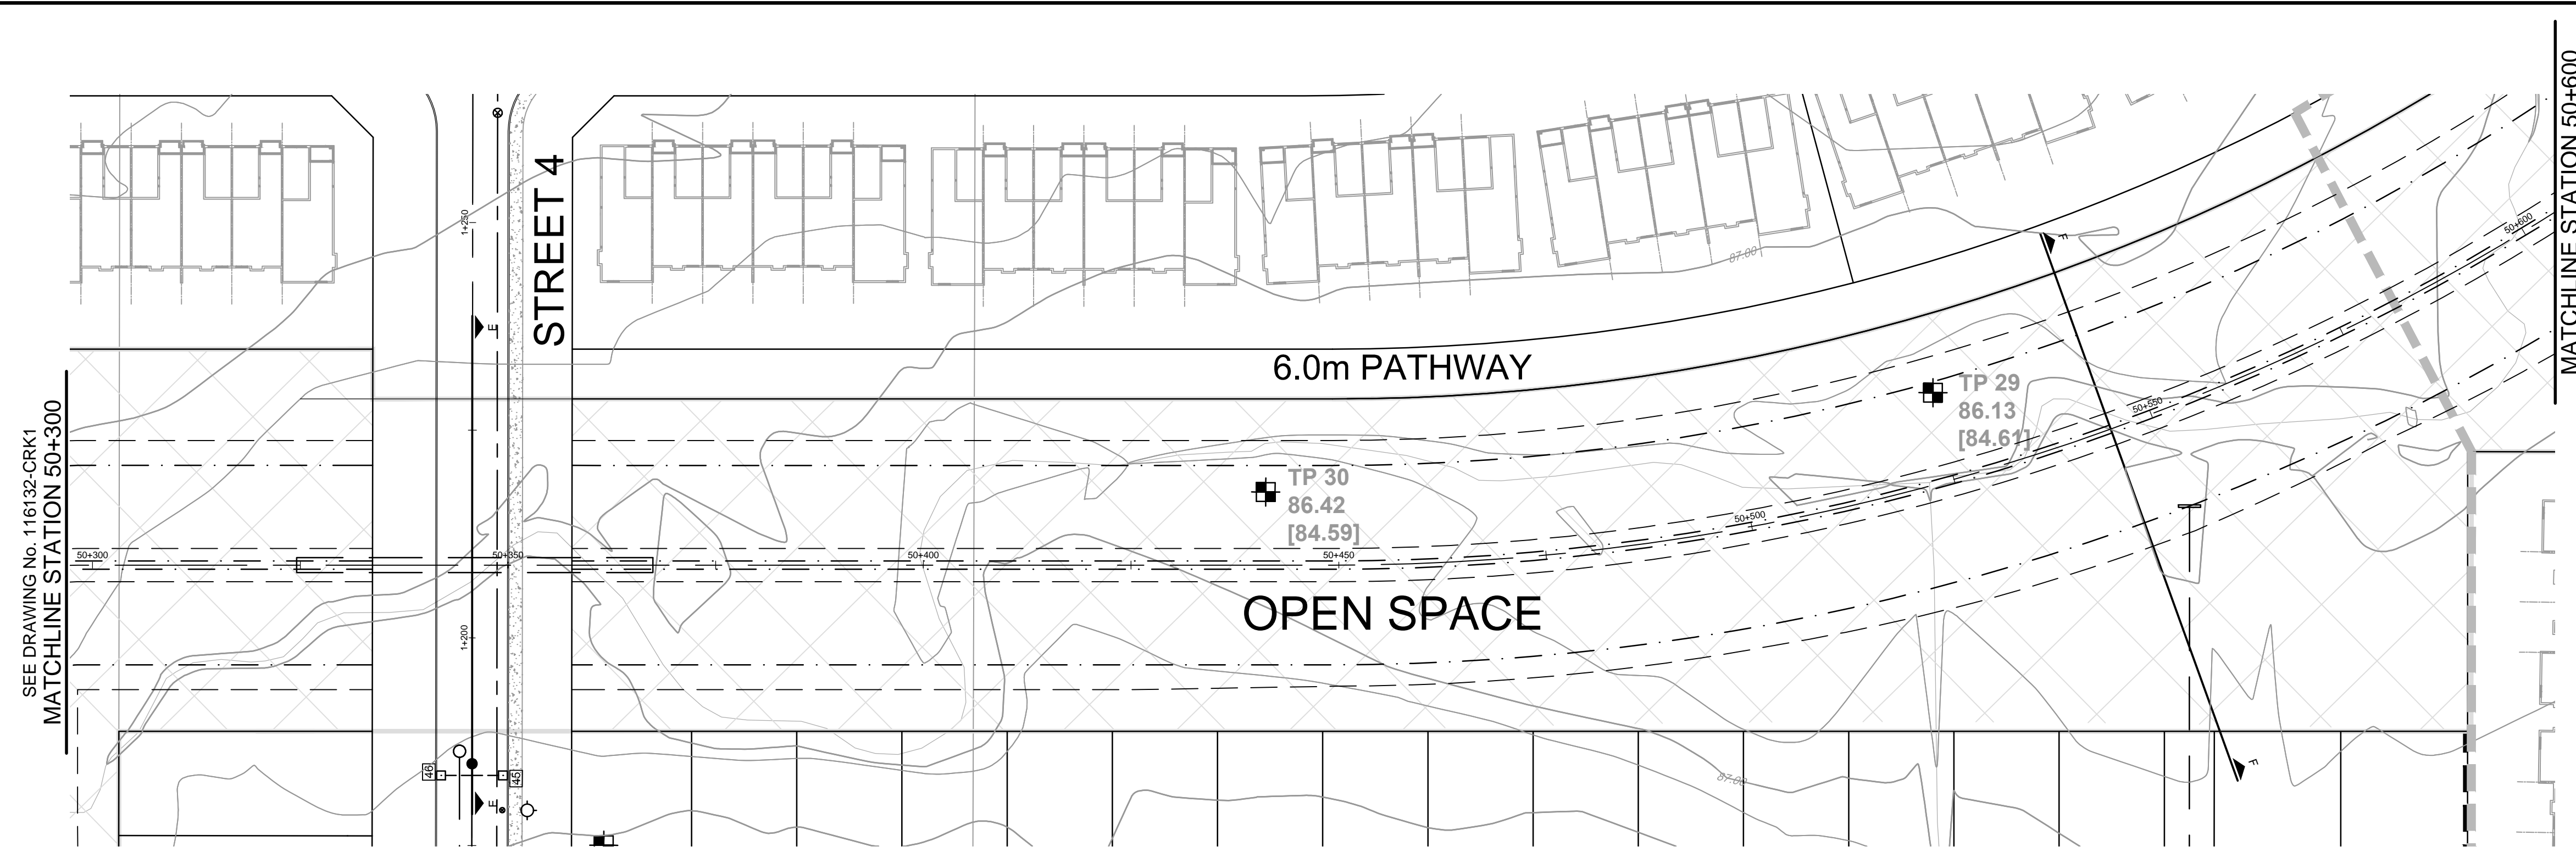 SEE DRAWING No. 116132-CRK1
MATCHLINE STATION 50+300
MATCHLINE STATION 50+600
STREET 4
1+250
E
6.0m PATHWAY
87.00
F
50+600
TP 29
86.13
[84.61]
50+550
TP 30
86.42
[84.59]
50+500
50+300
50+350
50+400
50+450
OPEN SPACE
1+200
46
45
E
87.00
F